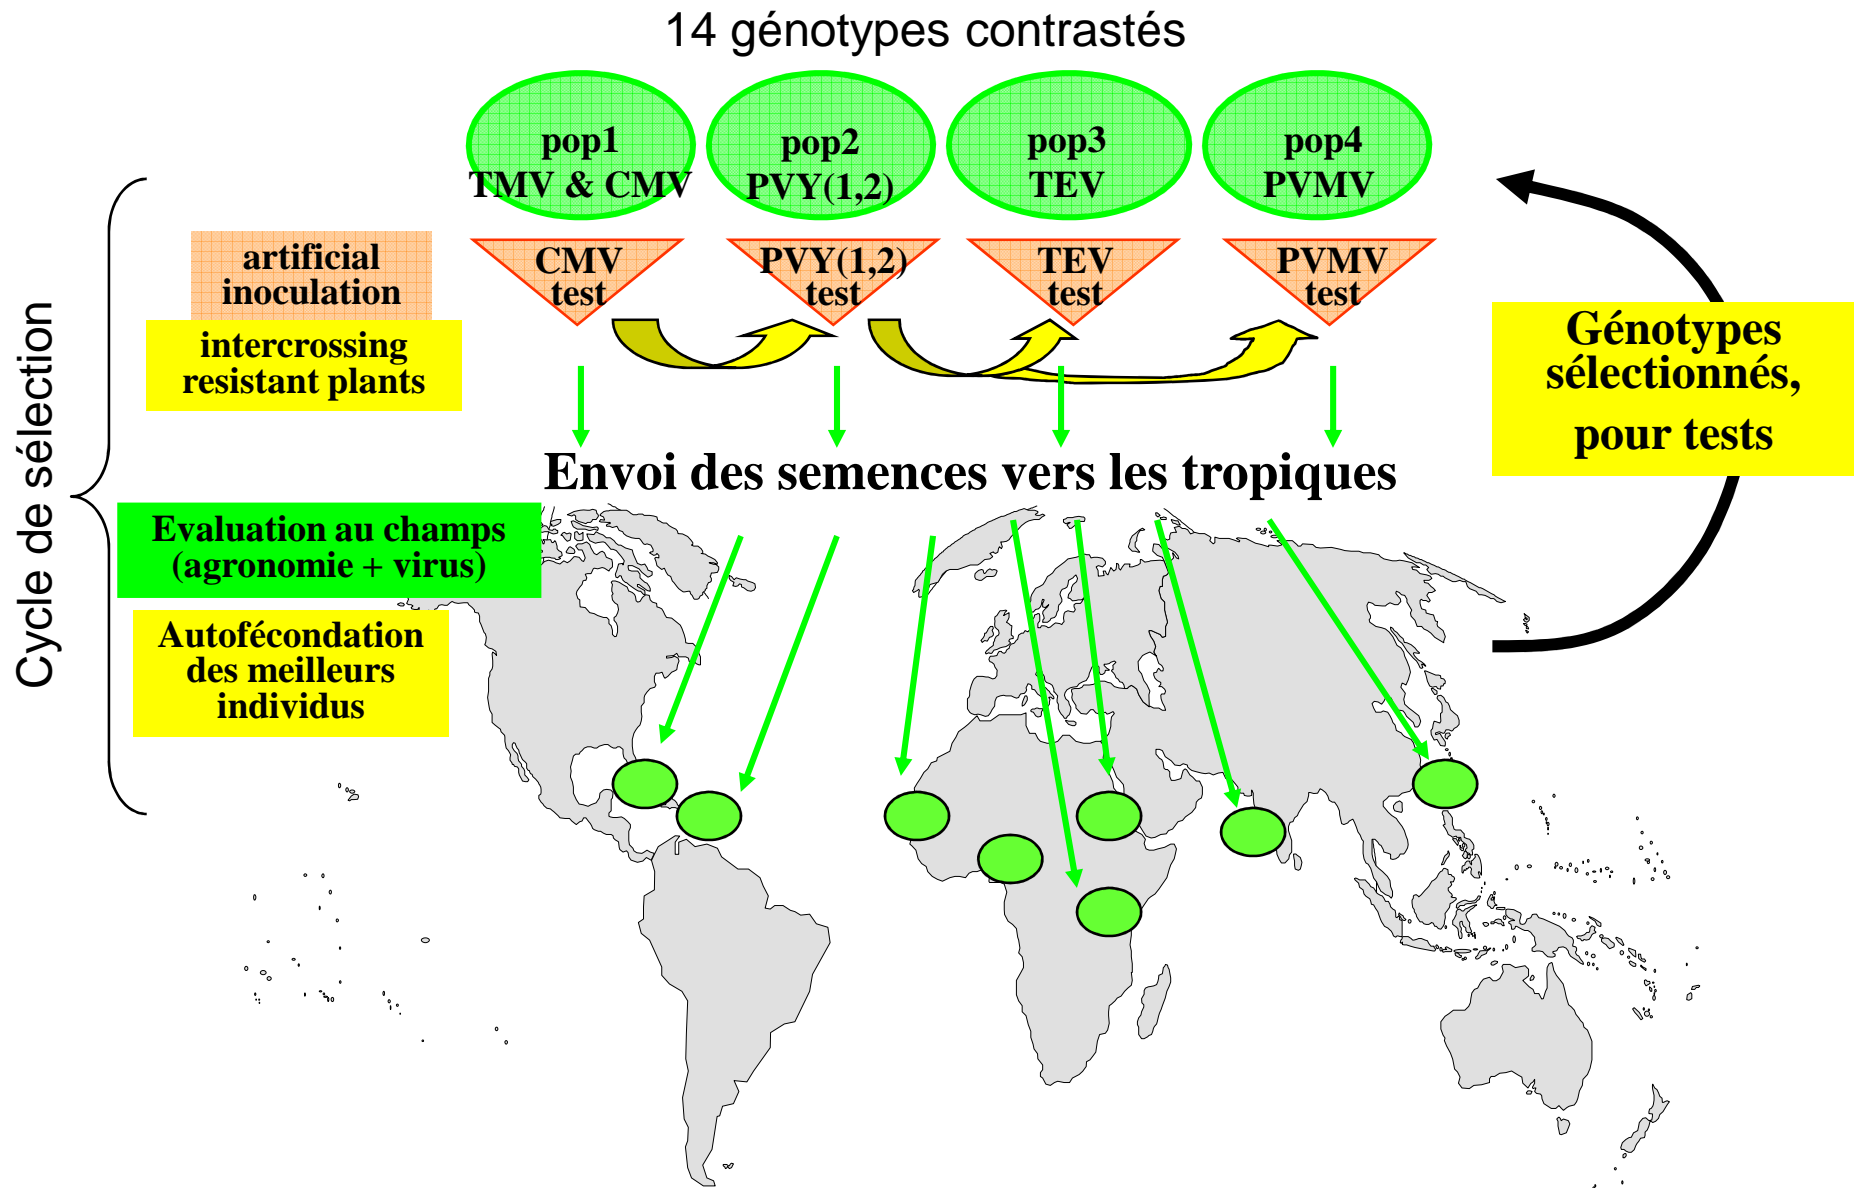 14 génotypes contrastés
pop1
TMV & CMV
pop2
PVY(1,2)
pop3
TEV
pop4
PVMV
artificial
inoculation
CMV
test
PVY(1,2)
test
TEV
test
PVMV
test
intercrossing
resistant plants
Génotypes
sélectionnés,
pour tests
Cycle de sélection
Envoi des semences vers les tropiques
Evaluation au champs
(agronomie + virus)
Autofécondation
des meilleurs
individus